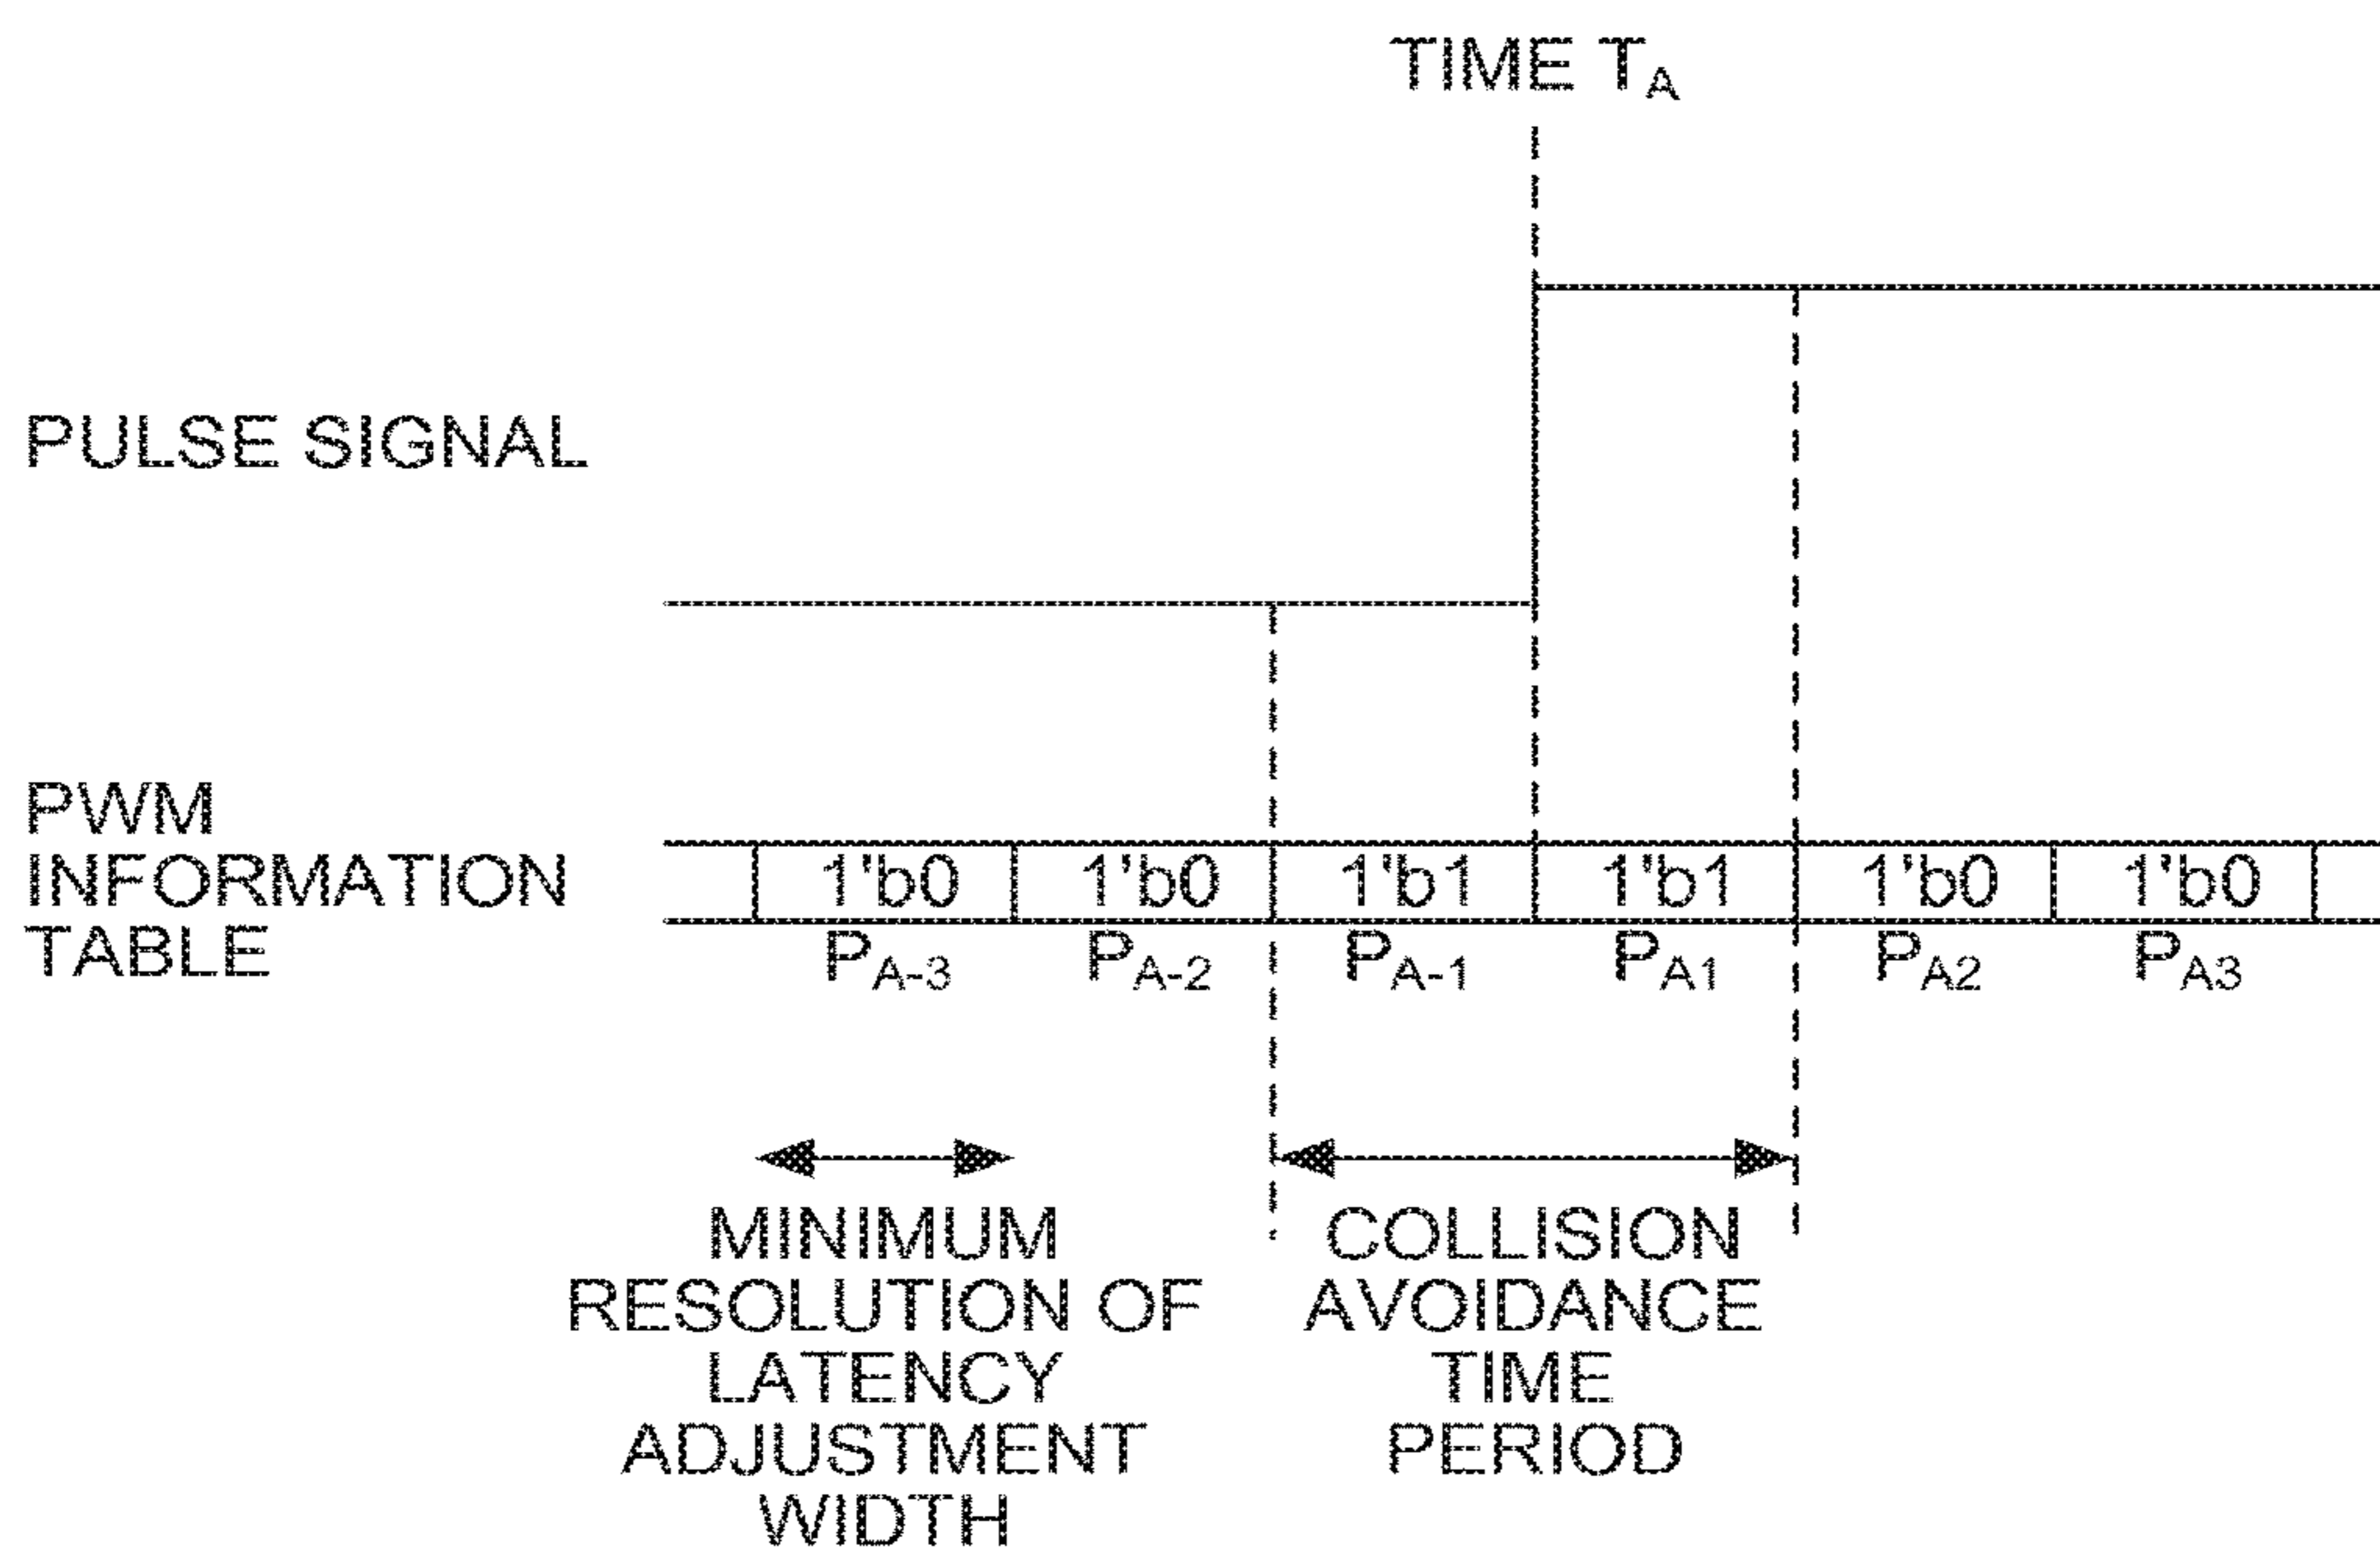 TIME TA
PULSE SIGNAL
PWM
INFORMATION
TABLE
1'b0 1'b0 1'b1 1'b1 1'b0 1'b0
PA-3 PA-2 PA-1 PA1 PA2 PA3
MINIMUM
RESOLUTION OF
LATENCY
ADJUSTMENT
WIDTH
COLLISION
AVOIDANCE
TIME
PERIOD